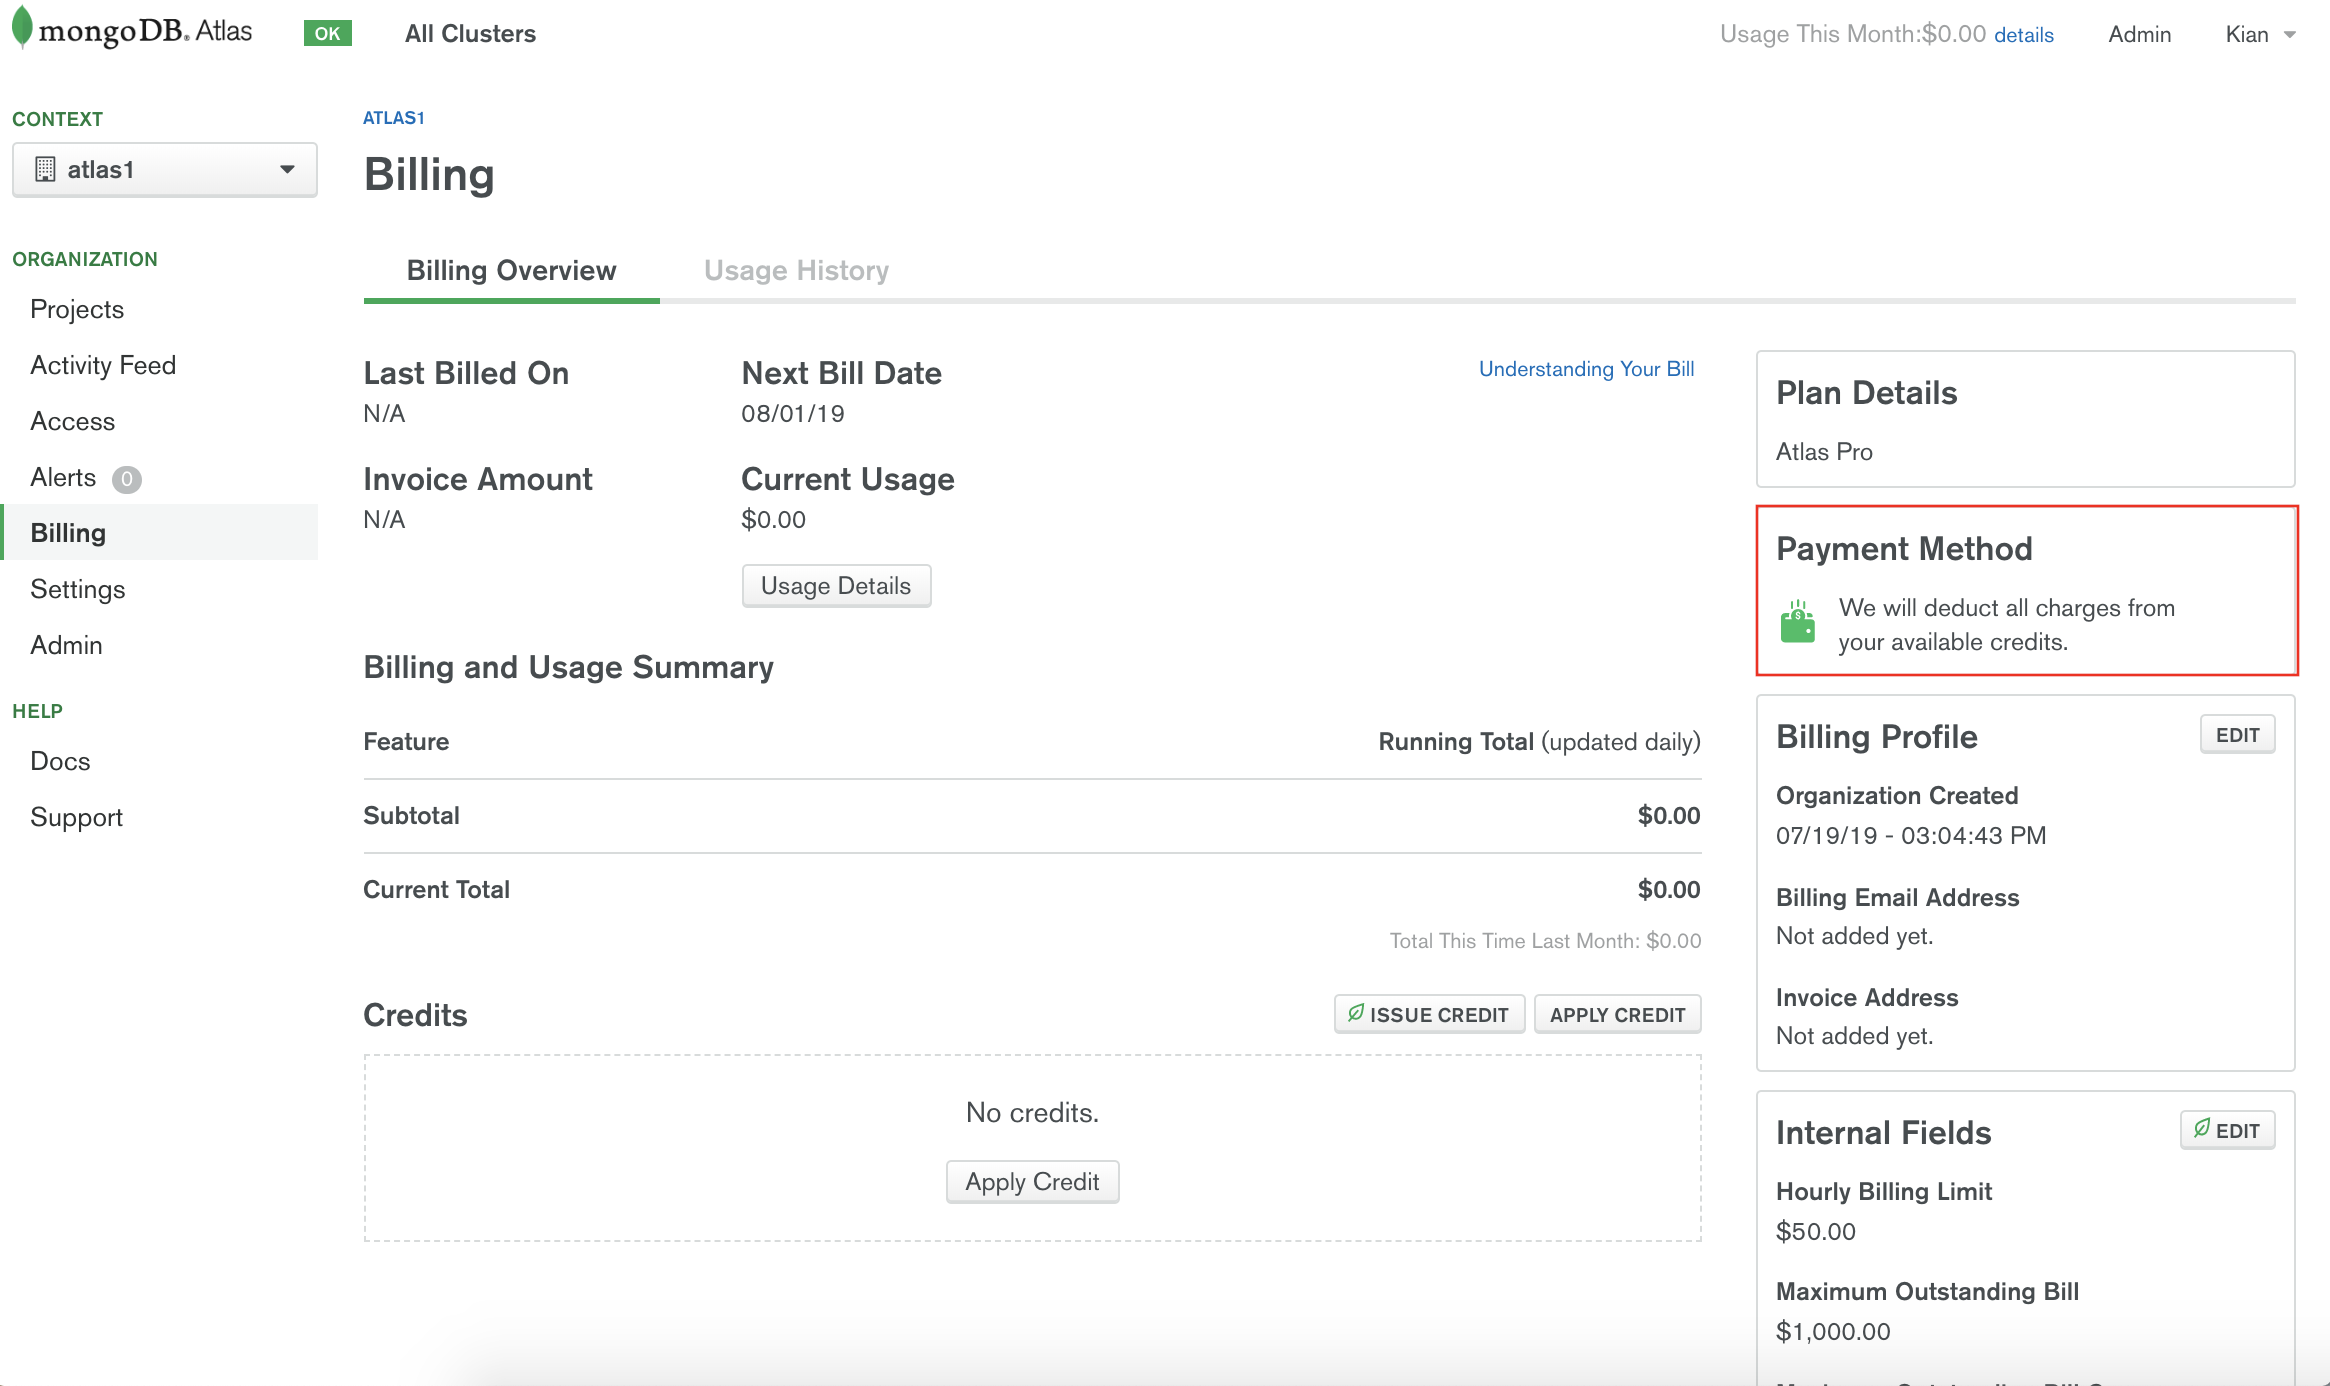 mongoDB. Atlas
OK
All Clusters
Usage This Month:$0.00 details
Admin
Kian
CONTEXT
atlas1
ORGANIZATION
Projects
Activity Feed
Access
Alerts 0
Billing
Settings
Admin
HELP
Docs
Support
ATLAS1
Billing
Billing Overview
Usage History
Last Billed On
N/A
Next Bill Date
08/01/19
Understanding Your Bill
Invoice Amount
N/A
Current Usage
$0.00
Usage Details
Billing and Usage Summary
Feature
Running Total (updated daily)
Subtotal
$0.00
Current Total
$0.00
Total This Time Last Month: $0.00
Credits
ISSUE CREDIT
APPLY CREDIT
No credits.
Apply Credit
Plan Details
Atlas Pro
Payment Method
$
We will deduct all charges from
your available credits.
Billing Profile
EDIT
Organization Created
07/19/19 - 03:04:43 PM
Billing Email Address
Not added yet.
Invoice Address
Not added yet.
Internal Fields
EDIT
Hourly Billing Limit
$50.00
Maximum Outstanding Bill
$1,000.00